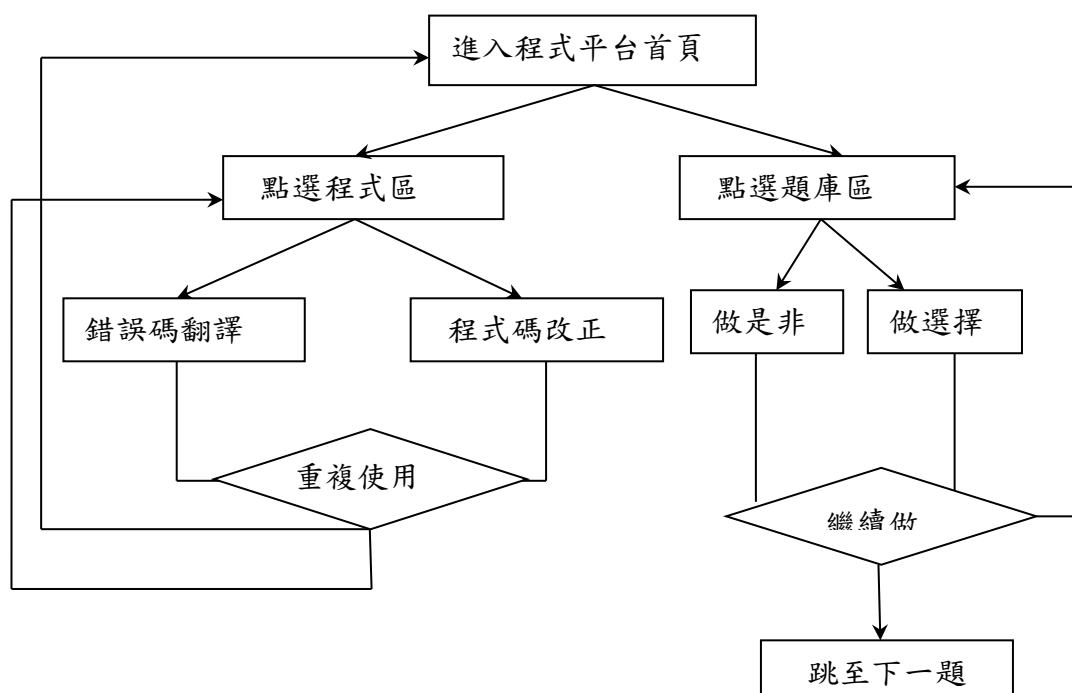 進入程式平台首頁
點選程式區
點選題庫區
錯誤碼翻譯
程式碼改正
做是非
做選擇
重複使用
繼續做
跳至下一題